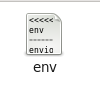 <<<<<
env
------
envio
env